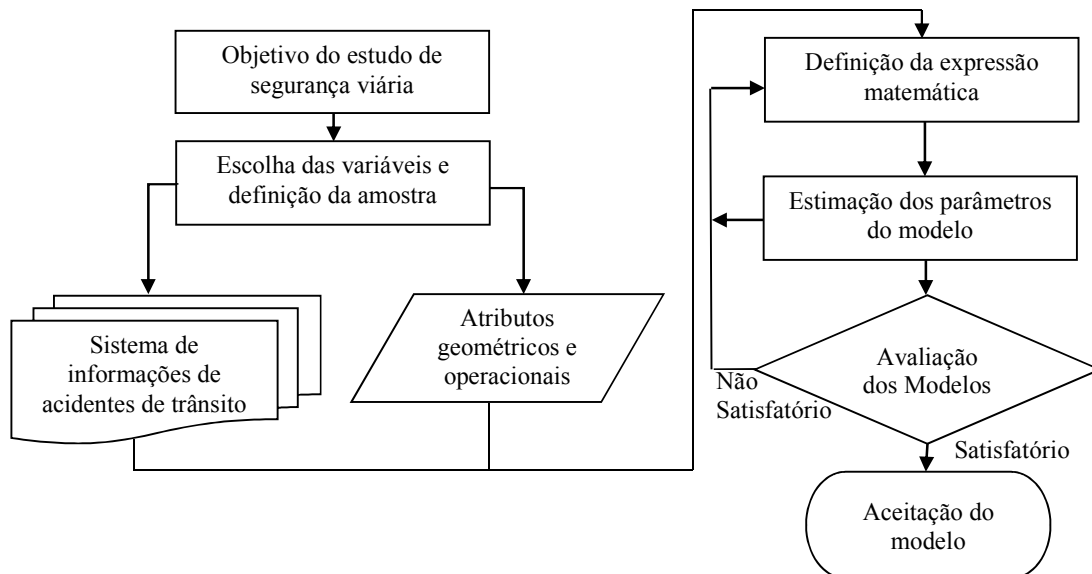 Objetivo do estudo de
segurança viária
Escolha das variáveis e
definição da amostra
Sistema de
informações de
acidentes de trânsito
Atributos
geométricos e
operacionais
Definição da expressão
matemática
Estimação dos parâmetros
do modelo
Avaliação
dos Modelos
Não
Satisfatório
Satisfatório
Aceitação do
modelo